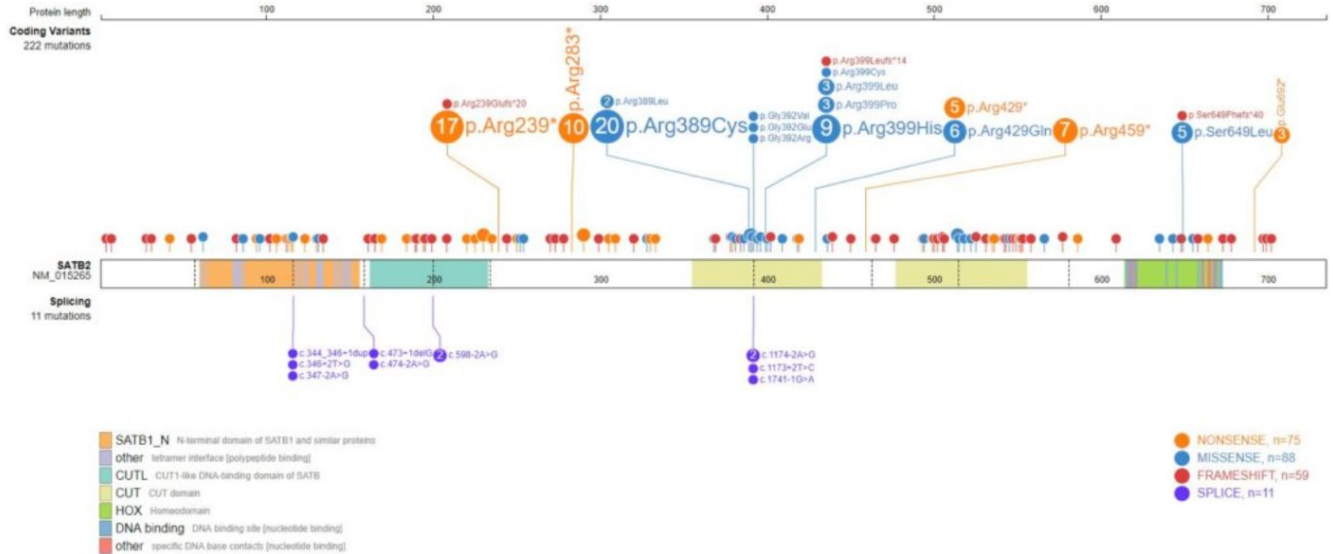 Protein length
100 200 300 400 500 600 700
Coding Variants
222 mutations
p.Arg239Glufs*20
17 p.Arg239*
10 p.Arg283*
2 p.Arg389Leu
20 p.Arg389Cys
p.Gly392Val
p.Gly392Glu
p.Gly392Arg
p.Arg399Leufs*14
p.Arg399Cys
3 p.Arg399Leu
3 p.Arg399Pro
9 p.Arg399His
5 p.Arg429*
6 p.Arg429Gln
7 p.Arg459*
p.Ser649Phefs*40
5 p.Ser649Leu
3 p.Glu692*
SATB2
NM_015265
100 200 300 400 500 600 700
Splicing
11 mutations
c.344_346+1dup
c.346+2T>G
c.347-2A>G
c.473+1delG
c.474-2A>G
2 c.598-2A>G
2 c.1174-2A>G
c.1173+2T>C
c.1741-1G>A
SATB1_N N-terminal domain of SATB1 and similar proteins
other tetramer interface [polypeptide binding]
CUTL CUT1-like DNA-binding domain of SATB
CUT CUT domain
HOX Homeodomain
DNA binding DNA binding site [nucleotide binding]
other specific DNA base contacts [nucleotide binding]
NONSENSE, n=75
MISSENSE, n=88
FRAMESHIFT, n=59
SPLICE, n=11